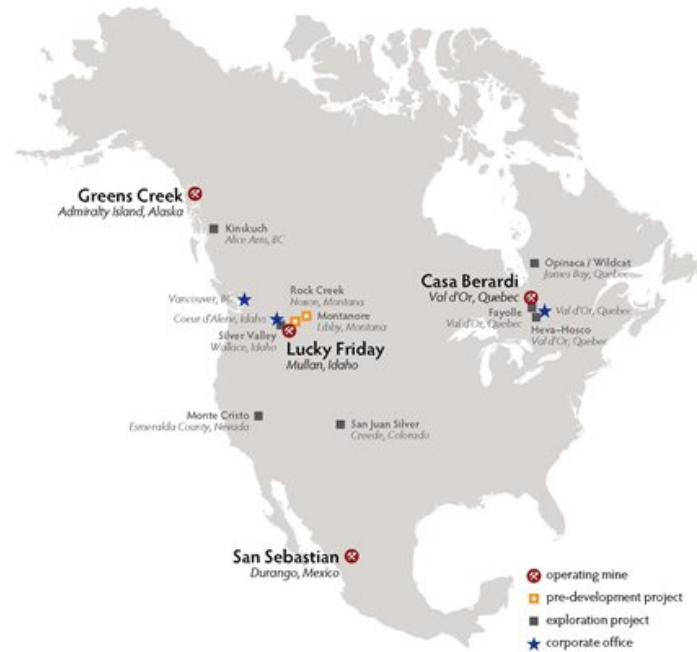 Greens Creek
Admiralty Island, Alaska
Kinskuch
Alice Arm, BC
Opinaca / Wildcat
James Bay, Quebec
Casa Berardi
Val d'Or, Quebec
Val d'Or, Quebec
Fayolle
Val d'Or, Quebec
Heva–Hosco
Val d'Or, Quebec
Vancouver, BC
Rock Creek
Noxon, Montana
Coeur d'Alene, Idaho
Montanore
Libby, Montana
Silver Valley
Wallace, Idaho
Lucky Friday
Mullan, Idaho
Monte Cristo
Esmeralda County, Nevada
San Juan Silver
Creede, Colorado
San Sebastian
Durango, Mexico
operating mine
pre-development project
exploration project
corporate office